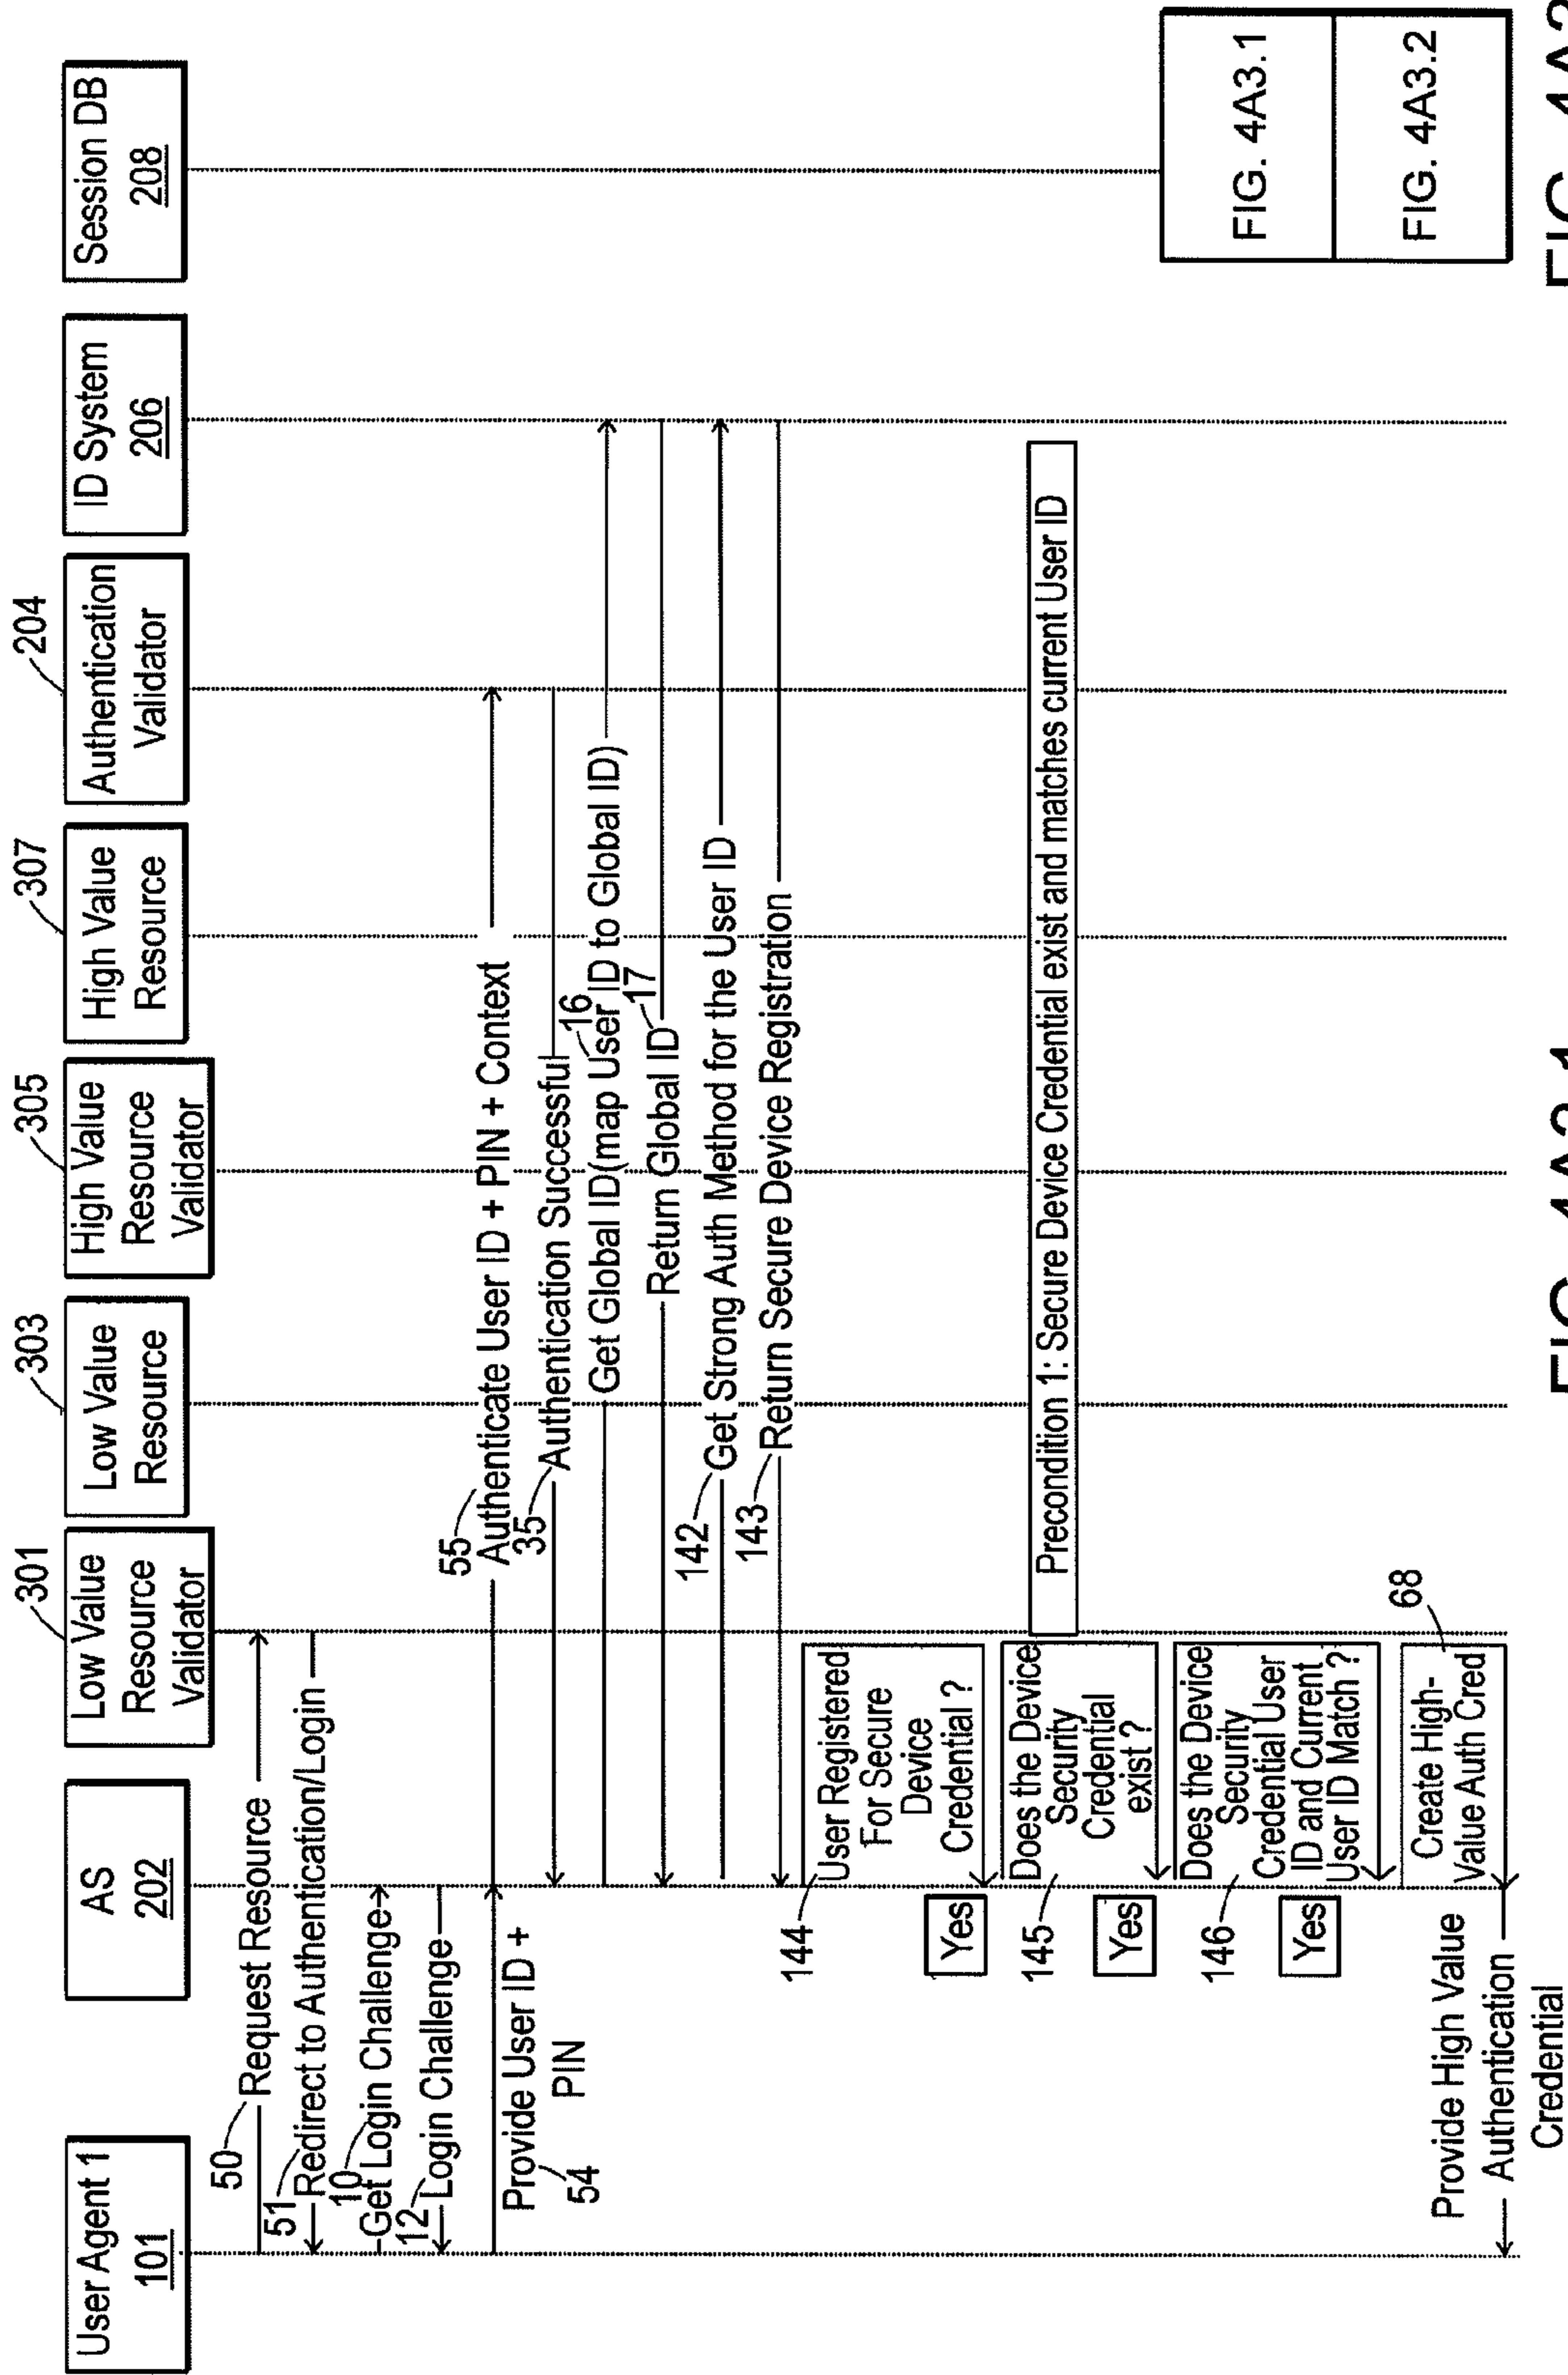 User Agent 1
101
AS
202
301
Low Value
Resource
Validator
303
Low Value
Resource
305
High Value
Resource
Validator
307
High Value
Resource
204
Authentication
Validator
ID System
206
Session DB
208
50
Request Resource
51
Redirect to Authentication/Login
10
Get Login Challenge
12
Login Challenge
Provide User ID +
PIN
54
55
Authenticate User ID + PIN + Context
35
Authentication Successful
16
Get Global ID(map User ID to Global ID)
17
Return Global ID
142
Get Strong Auth Method for the User ID
143
Return Secure Device Registration
144
User Registered
For Secure
Device
Credential ?
Yes
Precondition 1: Secure Device Credential exist and matches current User ID
145
Does the Device
Security
Credential
exist ?
Yes
146
Does the Device
Security
Credential User
ID and Current
User ID Match ?
Yes
68
Create High-
Value Auth Cred
Provide High Value
Authentication
Credential
FIG. 4A3.1
FIG. 4A3.2